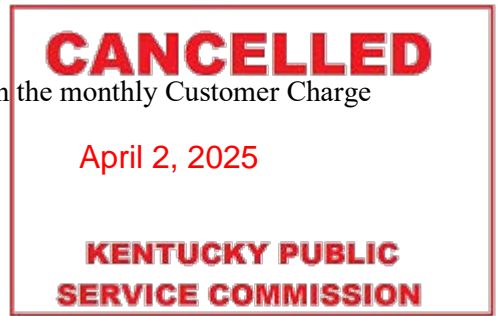 CANCELLED
the monthly Customer Charge
April 2, 2025
KENTUCKY PUBLIC
SERVICE COMMISSION